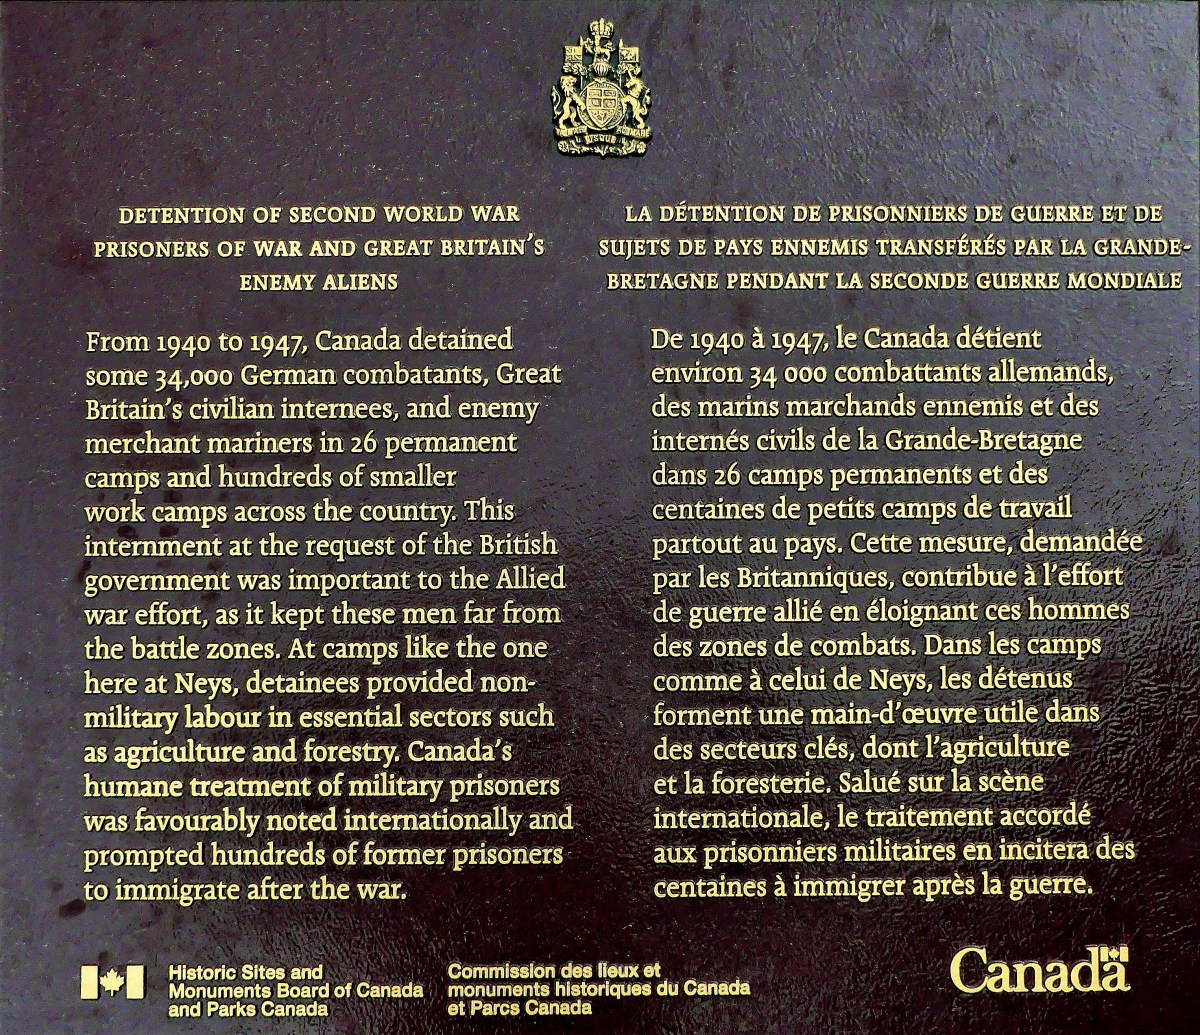 DETENTION OF SECOND WORLD WAR
PRISONERS OF WAR AND GREAT BRITAIN'S
ENEMY ALIENS
From 1940 to 1947, Canada detained
some 34,000 German combatants, Great
Britain's civilian internees, and enemy
merchant mariners in 26 permanent
camps and hundreds of smaller
work camps across the country. This
internment at the request of the British
government was important to the Allied
war effort, as it kept these men far from
the battle zones. At camps like the one
here at Neys, detainees provided non-
military labour in essential sectors such
as agriculture and forestry. Canada's
humane treatment of military prisoners
was favourably noted internationally and
prompted hundreds of former prisoners
to immigrate after the war.
LA DÉTENTION DE PRISONNIERS DE GUERRE ET DE
SUJETS DE PAYS ENNEMIS TRANSFÉRÉS PAR LA GRANDE-
BRETAGNE PENDANT LA SECONDE GUERRE MONDIALE
De 1940 à 1947, le Canada détient
environ 34 000 combattants allemands,
des marins marchands ennemis et des
internés civils de la Grande-Bretagne
dans 26 camps permanents et des
centaines de petits camps de travail
partout au pays. Cette mesure, demandée
par les Britanniques, contribue à l'effort
de guerre allié en éloignant ces hommes
des zones de combats. Dans les camps
comme à celui de Neys, les détenus
forment une main-d'œuvre utile dans
des secteurs clés, dont l'agriculture
et la foresterie. Salué sur la scène
internationale, le traitement accordé
aux prisonniers militaires en incitera des
centaines à immigrer après la guerre.
Historic Sites and
Monuments Board of Canada
and Parks Canada
Commission des lieux et
monuments historiques du Canada
et Parcs Canada
Canada